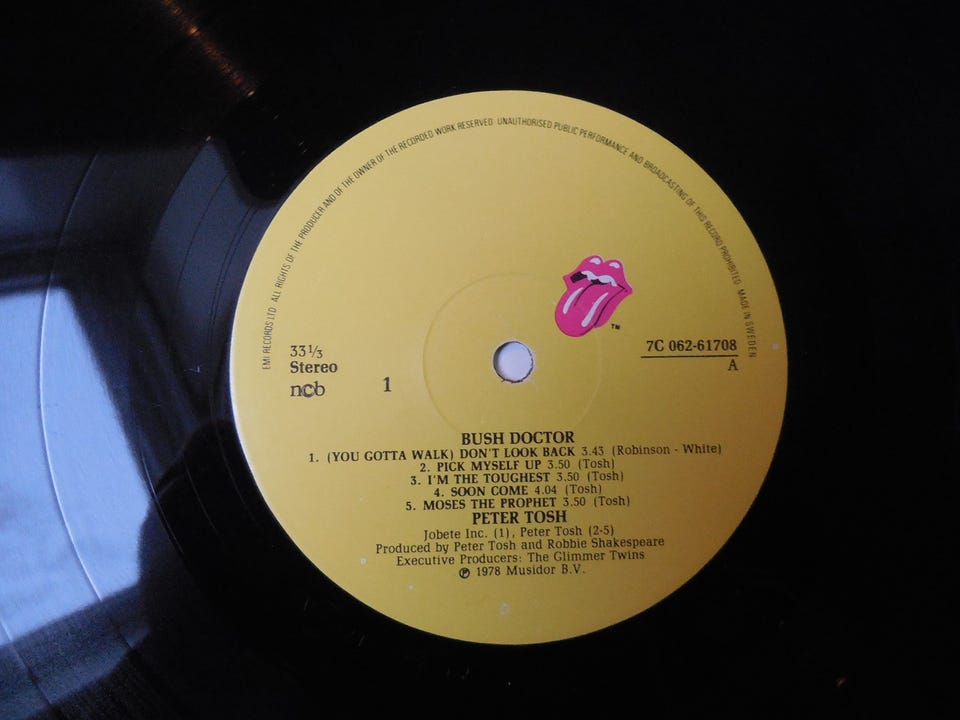 EMI RECORDS LTD ALL RIGHTS OF THE PRODUCER AND OF THE OWNER OF THE RECORDED WORK RESERVED UNAUTHORISED PUBLIC PERFORMANCE AND BROADCASTING OF THIS RECORD PROHIBITED MADE IN SWEDEN
TM
33 1/3
Stereo
ncb
1
7C 062-61708
A
BUSH DOCTOR
1. (YOU GOTTA WALK) DON'T LOOK BACK 3.43 (Robinson - White)
2. PICK MYSELF UP 3.50 (Tosh)
3. I'M THE TOUGHEST 3.50 (Tosh)
4. SOON COME 4.04 (Tosh)
5. MOSES THE PROPHET 3.50 (Tosh)
PETER TOSH
Jobete Inc. (1), Peter Tosh (2-5)
Produced by Peter Tosh and Robbie Shakespeare
Executive Producers: The Glimmer Twins
℗ 1978 Musidor B.V.